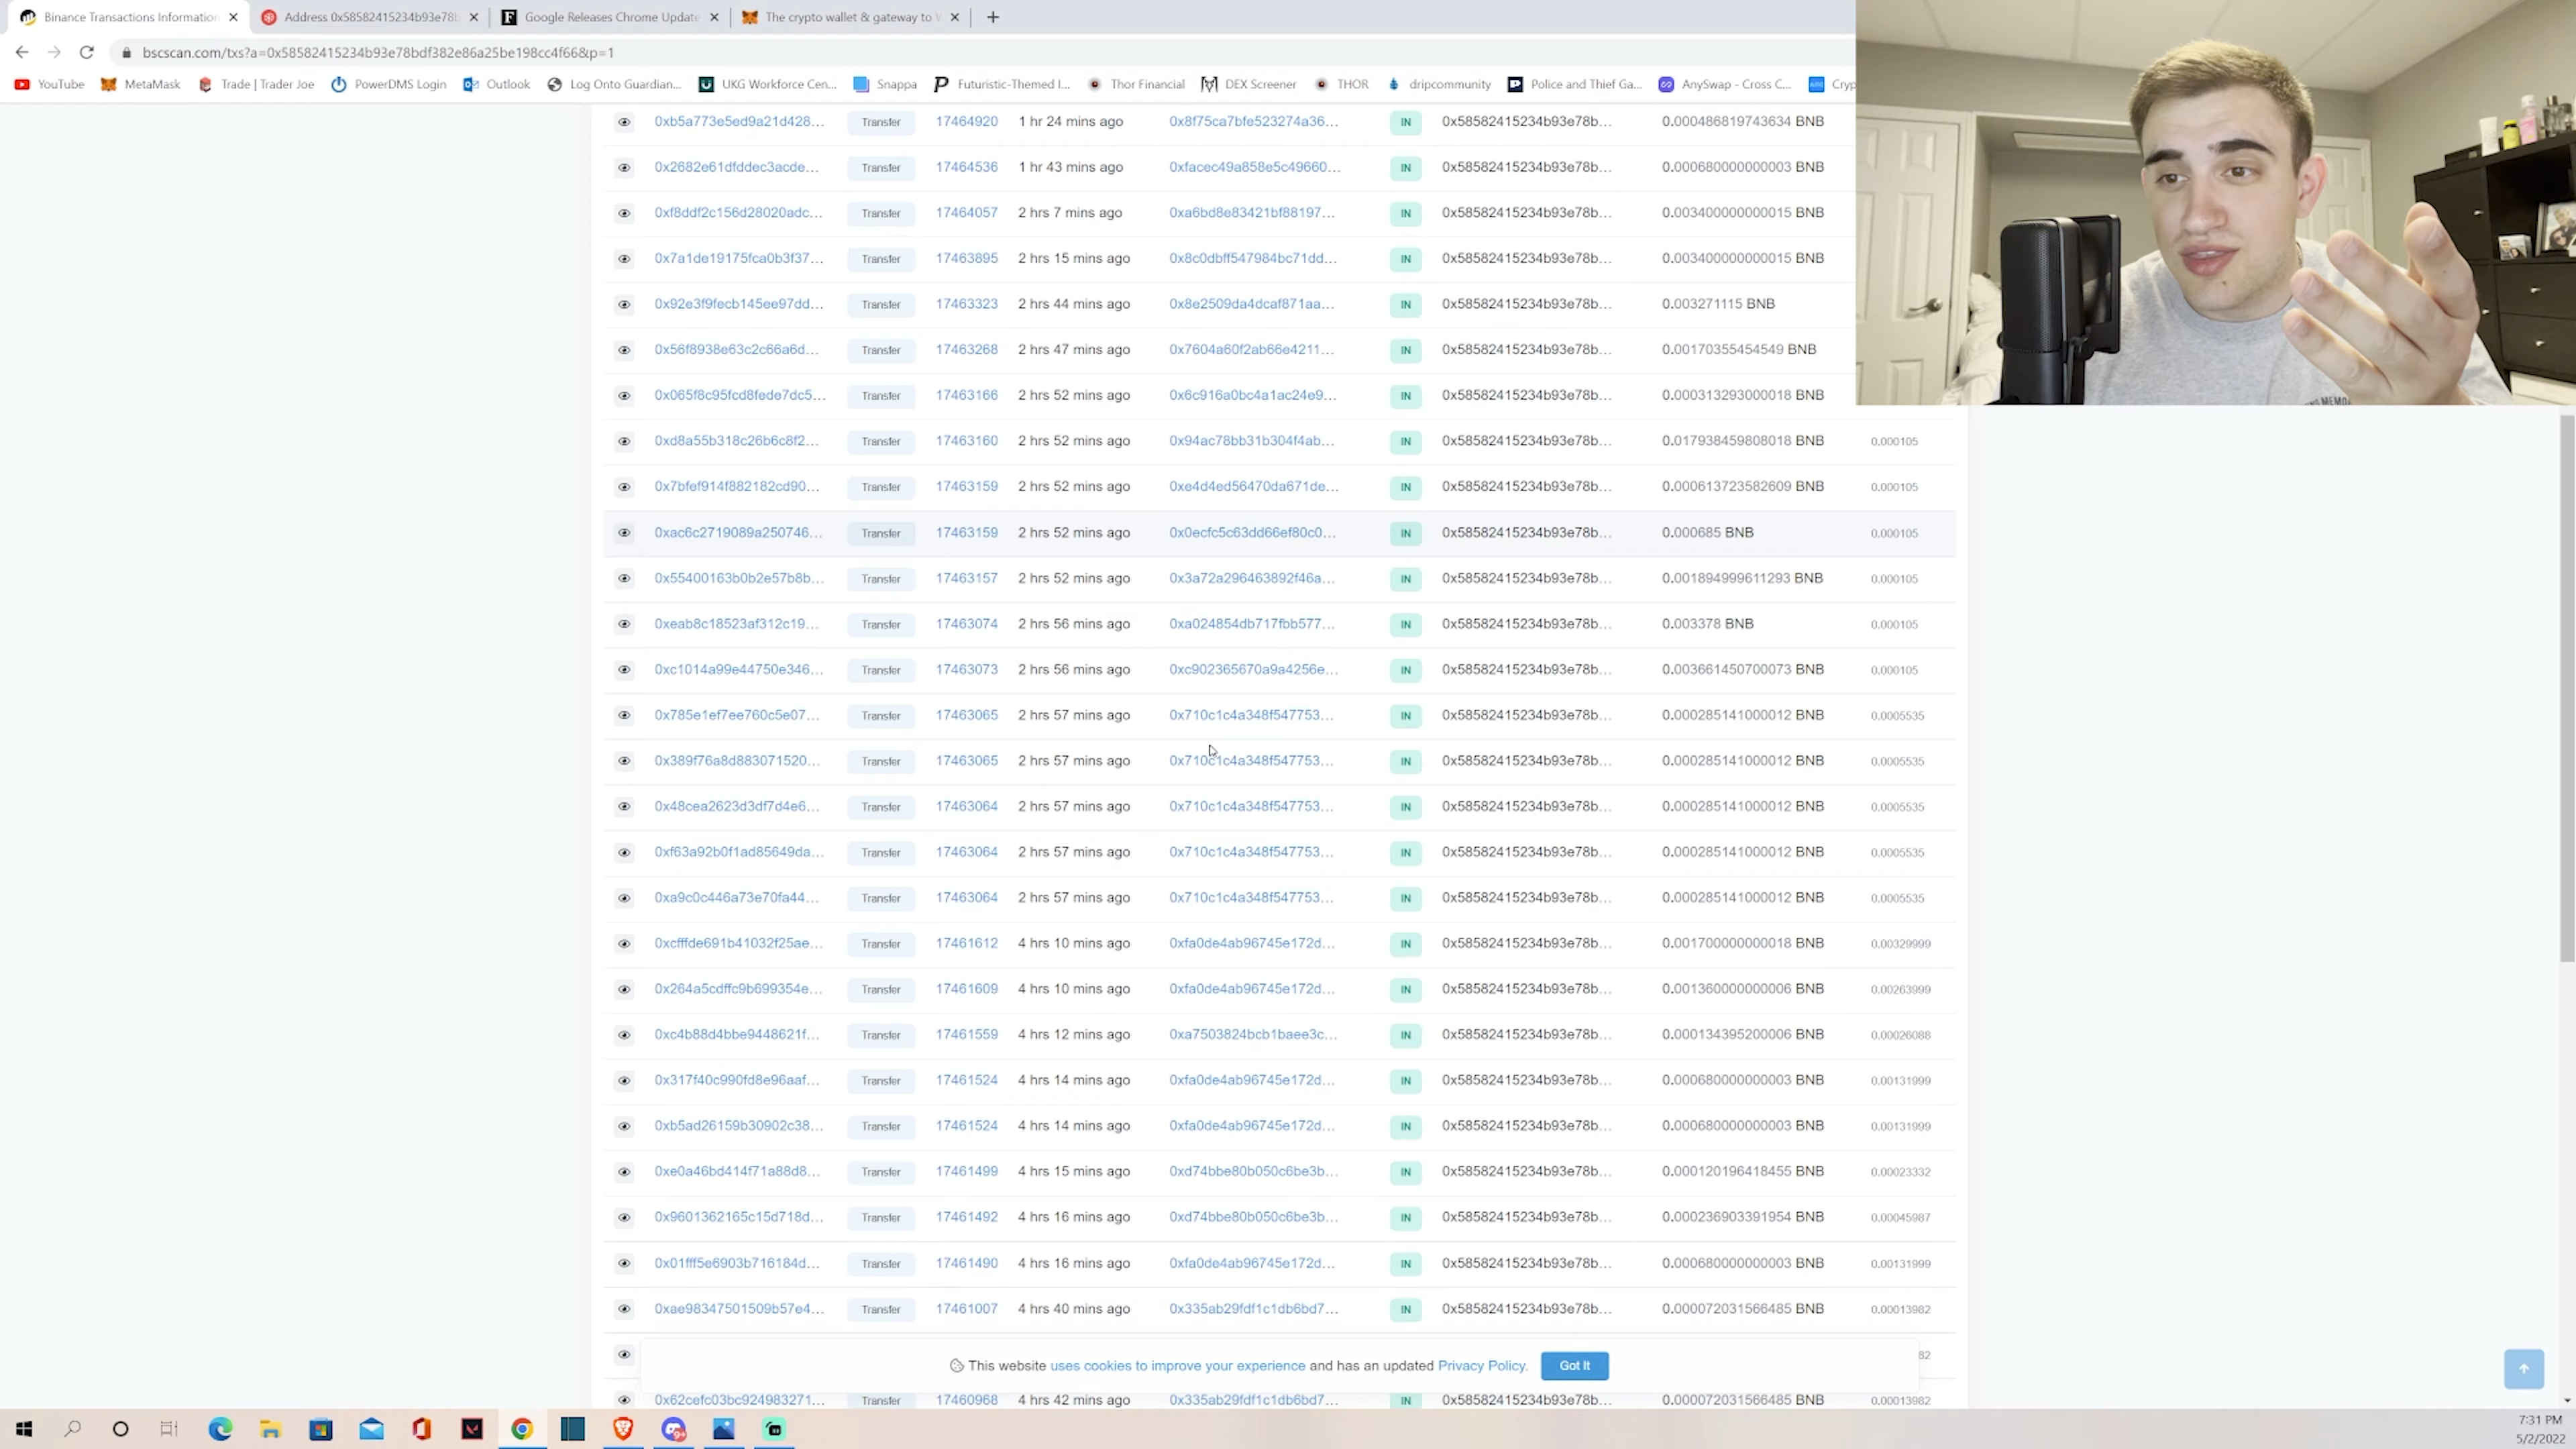 Binance Transactions Information
Address 0x58582415234b93e78b
Google Releases Chrome Update
The crypto wallet & gateway to
bscscan.com/txs?a=0x58582415234b93e78bdf382e86a25be198cc4f66&p=1
YouTube MetaMask Trade | Trader Joe PowerDMS Login Outlook Log Onto Guardian... UKG Workforce Cen... Snappa Futuristic-Themed I... Thor Financial DEX Screener THOR dripcommunity Police and Thief Ga... AnySwap - Cross C... Cryp
0xb5a773e5ed9a21d428... Transfer 17464920 1 hr 24 mins ago 0x8f75ca7bfe523274a36... IN 0x58582415234b93e78b... 0.000486819743634 BNB
0x2682e61dfddec3acde... Transfer 17464536 1 hr 43 mins ago 0xfacec49a858e5c49660... IN 0x58582415234b93e78b... 0.000680000000003 BNB
0xf8ddf2c156d28020adc... Transfer 17464057 2 hrs 7 mins ago 0xa6bd8e83421bf88197... IN 0x58582415234b93e78b... 0.003400000000015 BNB
0x7a1de19175fca0b3f37... Transfer 17463895 2 hrs 15 mins ago 0x8c0dbff547984bc71dd... IN 0x58582415234b93e78b... 0.003400000000015 BNB
0x92e3f9fecb145ee97dd... Transfer 17463323 2 hrs 44 mins ago 0x8e2509da4dcaf871aa... IN 0x58582415234b93e78b... 0.003271115 BNB
0x56f8938e63c2c66a6d... Transfer 17463268 2 hrs 47 mins ago 0x7604a60f2ab66e4211... IN 0x58582415234b93e78b... 0.00170355454549 BNB
0x065f8c95fcd8fede7dc5... Transfer 17463166 2 hrs 52 mins ago 0x6c916a0bc4a1ac24e9... IN 0x58582415234b93e78b... 0.000313293000018 BNB
0xd8a55b318c26b6c8f2... Transfer 17463160 2 hrs 52 mins ago 0x94ac78bb31b304f4ab... IN 0x58582415234b93e78b... 0.017938459808018 BNB 0.000105
0x7bfef914f882182cd90... Transfer 17463159 2 hrs 52 mins ago 0xe4d4ed56470da671de... IN 0x58582415234b93e78b... 0.000613723582609 BNB 0.000105
0xac6c2719089a250746... Transfer 17463159 2 hrs 52 mins ago 0x0ecfc5c63dd66ef80c0... IN 0x58582415234b93e78b... 0.000685 BNB 0.000105
0x55400163b0b2e57b8b... Transfer 17463157 2 hrs 52 mins ago 0x3a72a296463892f46a... IN 0x58582415234b93e78b... 0.001894999611293 BNB 0.000105
0xeab8c18523af312c19... Transfer 17463074 2 hrs 56 mins ago 0xa024854db717fbb577... IN 0x58582415234b93e78b... 0.003378 BNB 0.000105
0xc1014a99e44750e346... Transfer 17463073 2 hrs 56 mins ago 0xc902365670a9a4256e... IN 0x58582415234b93e78b... 0.003661450700073 BNB 0.000105
0x785e1ef7ee760c5e07... Transfer 17463065 2 hrs 57 mins ago 0x710c1c4a348f547753... IN 0x58582415234b93e78b... 0.000285141000012 BNB 0.0005535
0x389f76a8d883071520... Transfer 17463065 2 hrs 57 mins ago 0x710c1c4a348f547753... IN 0x58582415234b93e78b... 0.000285141000012 BNB 0.0005535
0x48cea2623d3df7d4e6... Transfer 17463064 2 hrs 57 mins ago 0x710c1c4a348f547753... IN 0x58582415234b93e78b... 0.000285141000012 BNB 0.0005535
0xf63a92b0f1ad85649da... Transfer 17463064 2 hrs 57 mins ago 0x710c1c4a348f547753... IN 0x58582415234b93e78b... 0.000285141000012 BNB 0.0005535
0xa9c0c446a73e70fa44... Transfer 17463064 2 hrs 57 mins ago 0x710c1c4a348f547753... IN 0x58582415234b93e78b... 0.000285141000012 BNB 0.0005535
0xcfffde691b41032f25ae... Transfer 17461612 4 hrs 10 mins ago 0xfa0de4ab96745e172d... IN 0x58582415234b93e78b... 0.001700000000018 BNB 0.00329999
0x264a5cdffc9b699354e... Transfer 17461609 4 hrs 10 mins ago 0xfa0de4ab96745e172d... IN 0x58582415234b93e78b... 0.001360000000006 BNB 0.00263999
0xc4b88d4bbe9448621f... Transfer 17461559 4 hrs 12 mins ago 0xa7503824bcb1baee3c... IN 0x58582415234b93e78b... 0.000134395200006 BNB 0.00026088
0x317f40c990fd8e96aaf... Transfer 17461524 4 hrs 14 mins ago 0xfa0de4ab96745e172d... IN 0x58582415234b93e78b... 0.000680000000003 BNB 0.00131999
0xb5ad26159b30902c38... Transfer 17461524 4 hrs 14 mins ago 0xfa0de4ab96745e172d... IN 0x58582415234b93e78b... 0.000680000000003 BNB 0.00131999
0xe0a46bd414f71a88d8... Transfer 17461499 4 hrs 15 mins ago 0xd74bbe80b050c6be3b... IN 0x58582415234b93e78b... 0.000120196418455 BNB 0.00023332
0x9601362165c15d718d... Transfer 17461492 4 hrs 16 mins ago 0xd74bbe80b050c6be3b... IN 0x58582415234b93e78b... 0.000236903391954 BNB 0.00045987
0x01fff5e6903b716184d... Transfer 17461490 4 hrs 16 mins ago 0xfa0de4ab96745e172d... IN 0x58582415234b93e78b... 0.000680000000003 BNB 0.00131999
0xae98347501509b57e4... Transfer 17461007 4 hrs 40 mins ago 0x335ab29fdf1c1db6bd7... IN 0x58582415234b93e78b... 0.000072031566485 BNB 0.00013982
82
This website uses cookies to improve your experience and has an updated Privacy Policy. Got It
0x62cefc03bc924983271... Transfer 17460968 4 hrs 42 mins ago 0x335ab29fdf1c1db6bd7... IN 0x58582415234b93e78b... 0.000072031566485 BNB 0.00013982
7:31 PM
5/2/2022